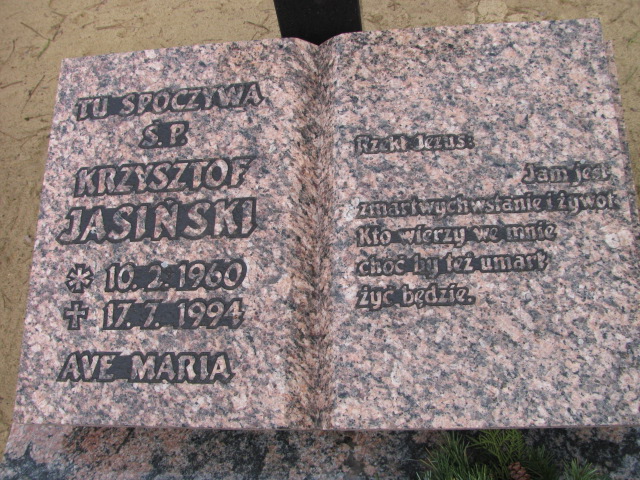 TU SPOCZYWA
Ś.P.
KRZYSZTOF
JASIŃSKI
* 10.2.1960
✝ 17.7.1994
AVE MARIA
Rzekł Jezus:
Jam jest
zmartwychwstanie i żywot
Kto wierzy we mnie
choć by też umarł
żyć będzie.